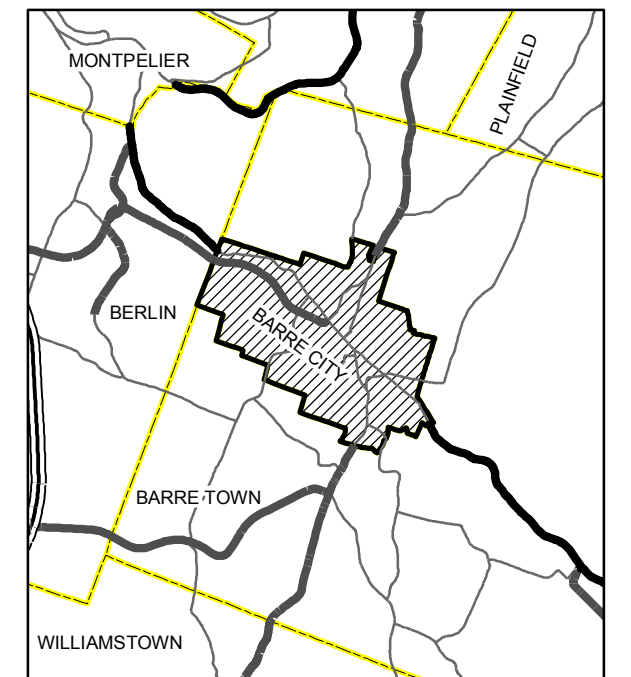 MONTPELIER
PLAINFIELD
BERLIN
BARRE CITY
BARRE TOWN
WILLIAMSTOWN